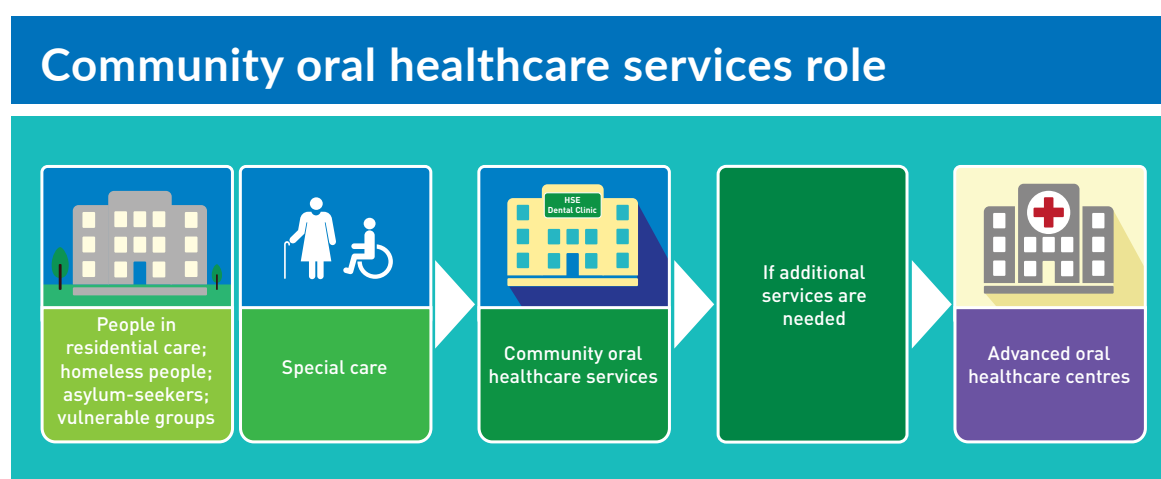 Community oral healthcare services role
People in
residential care;
homeless people;
asylum-seekers;
vulnerable groups
Special care
HSE
Dental Clinic
Community oral
healthcare services
If additional
services are
needed
Advanced oral
healthcare centres